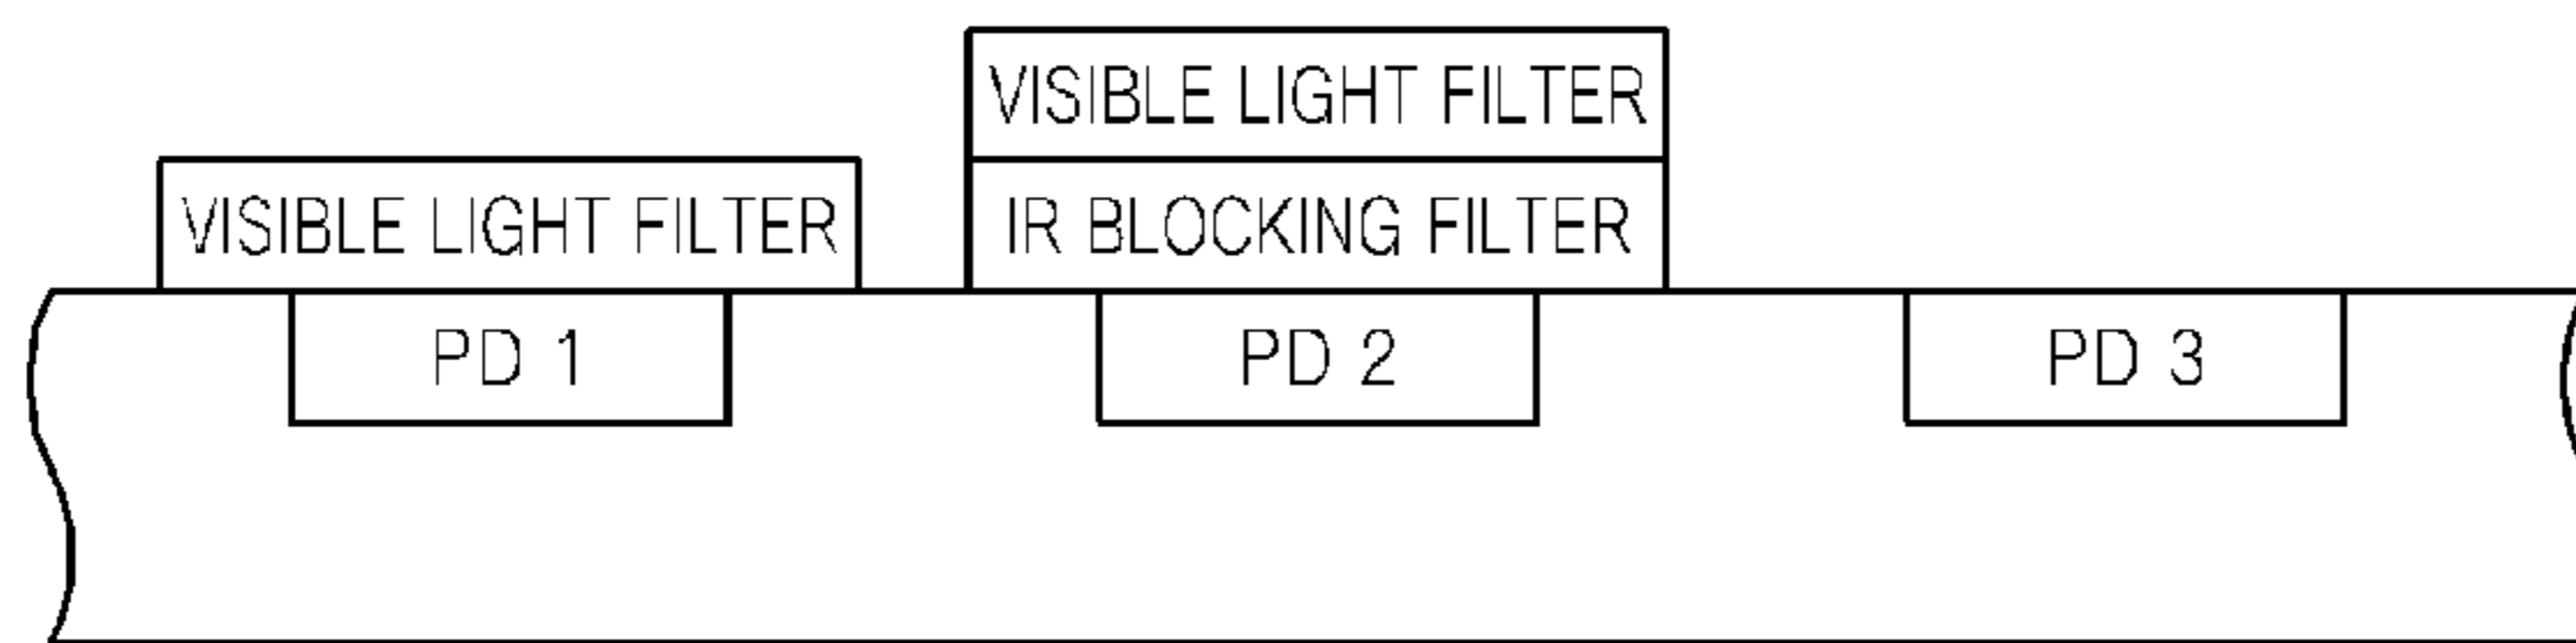 VISIBLE LIGHT FILTER
VISIBLE LIGHT FILTER
IR BLOCKING FILTER
PD 1
PD 2
PD 3